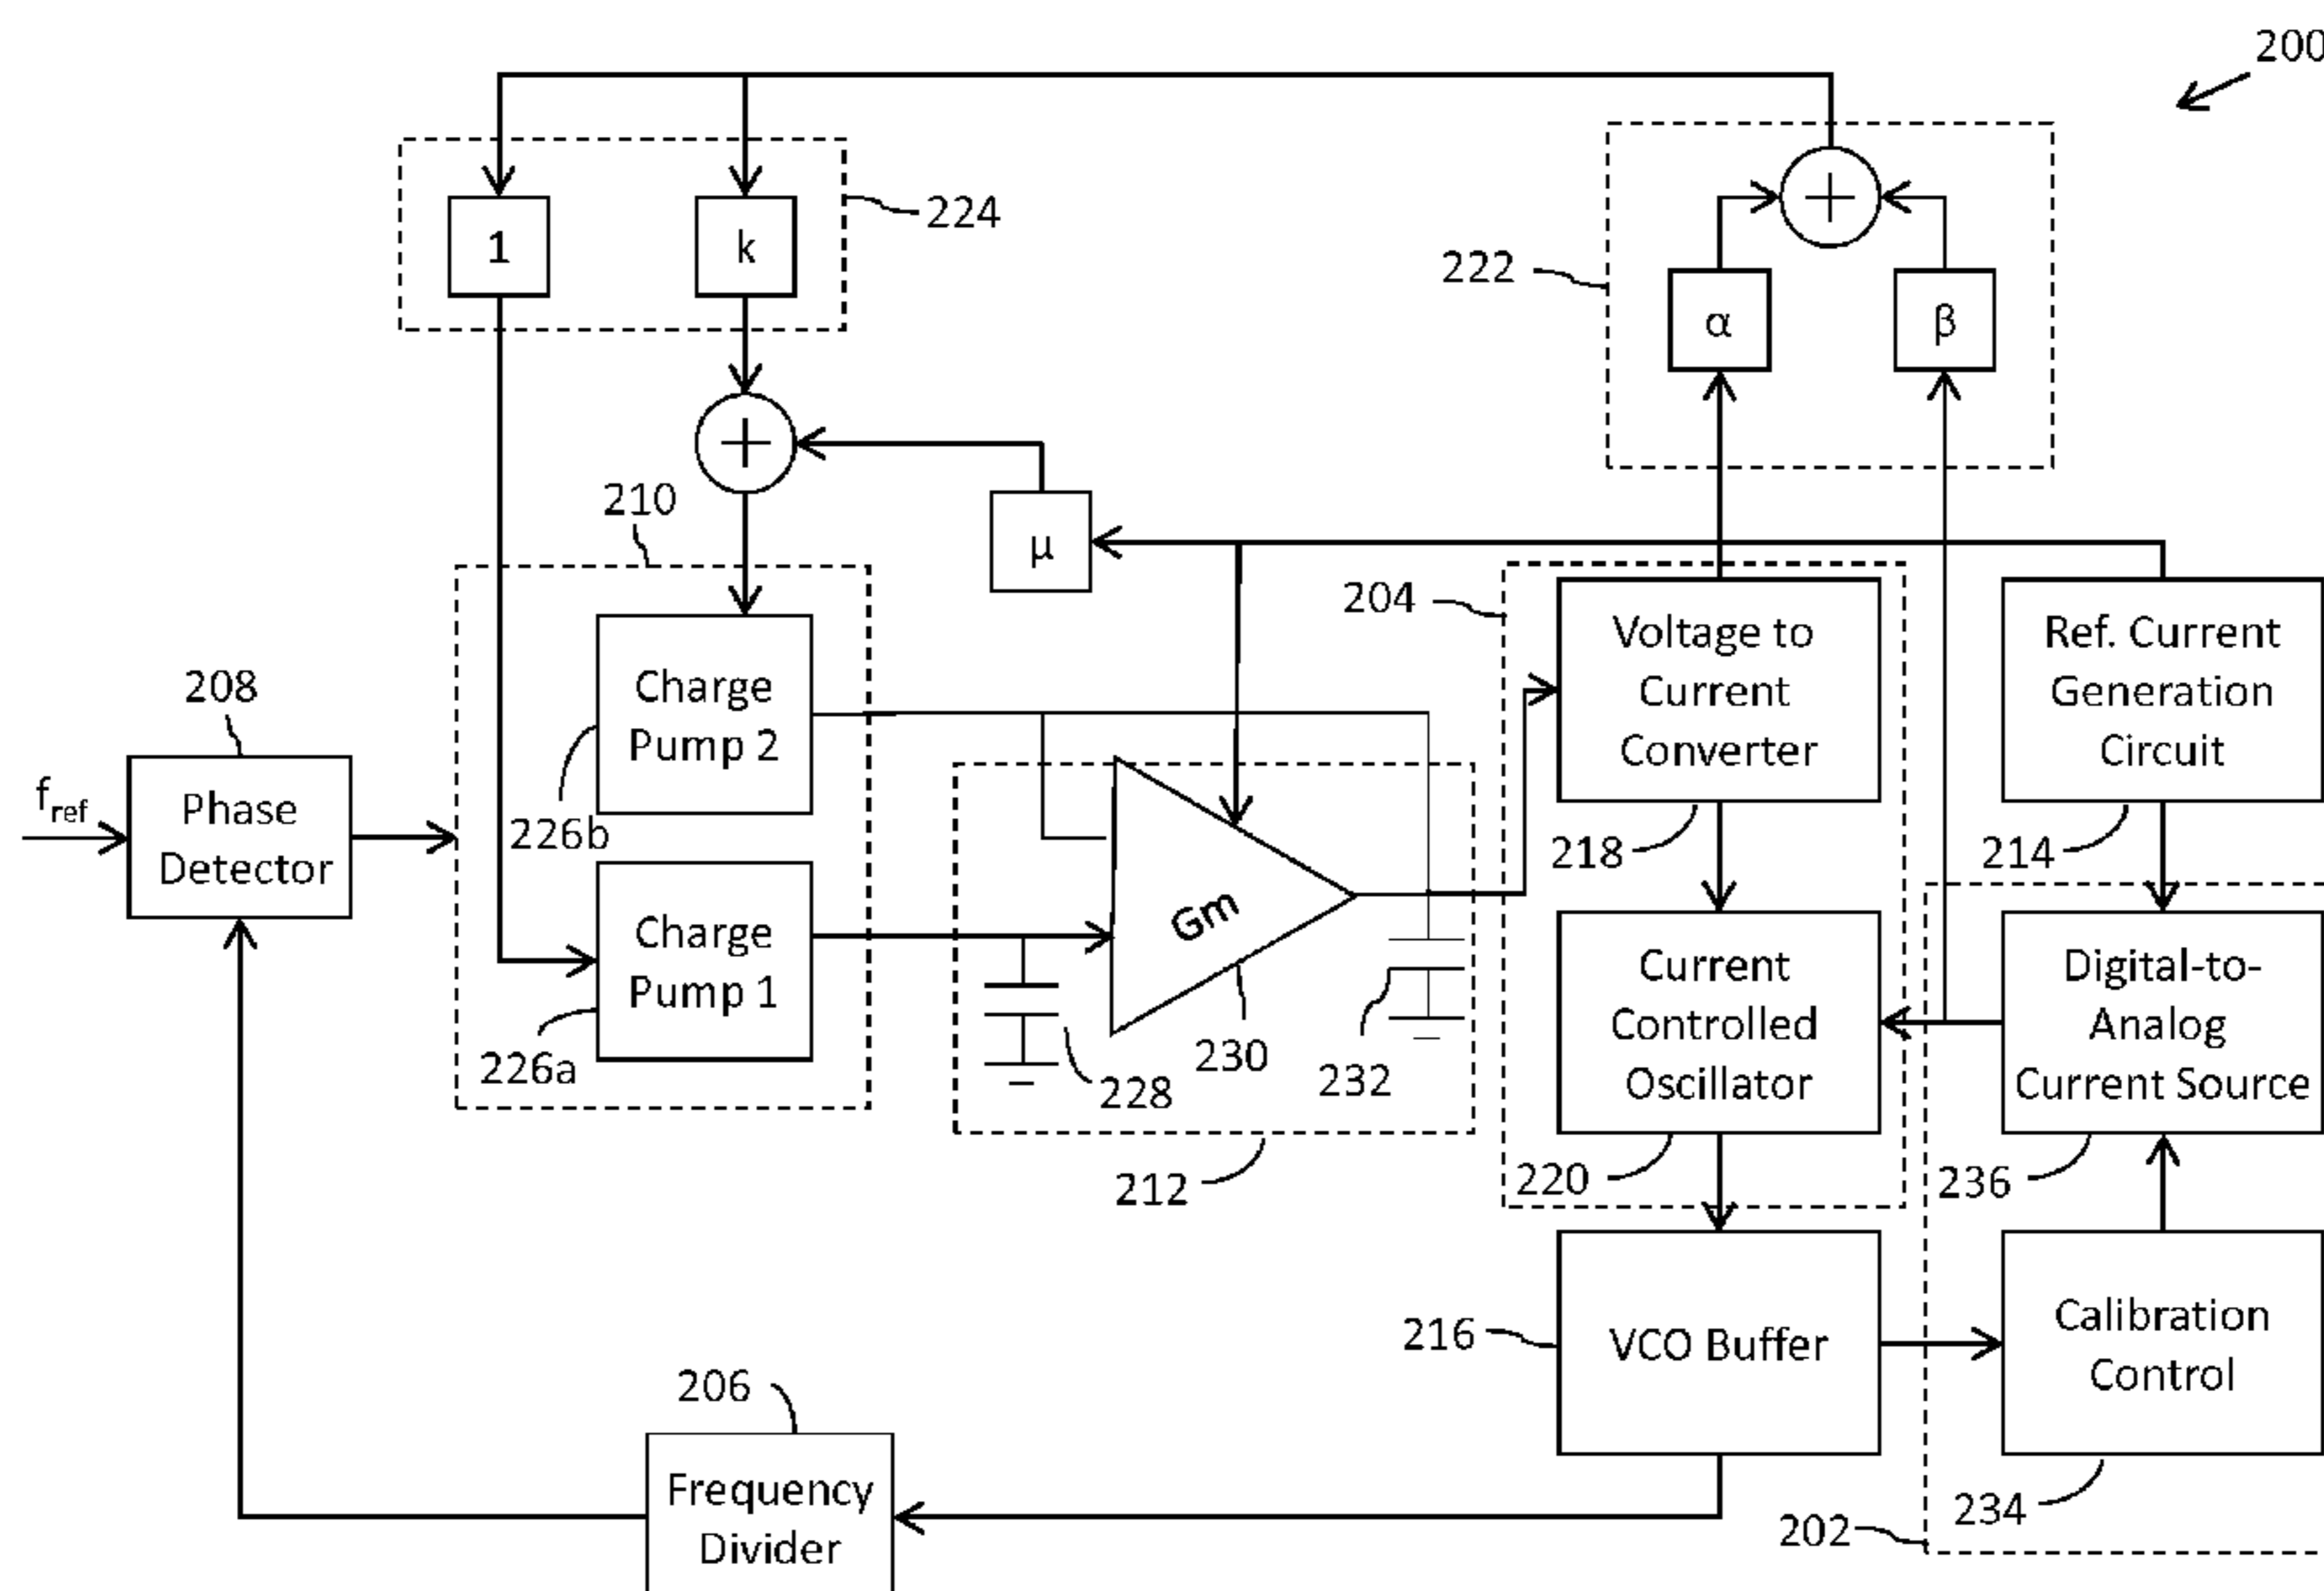 200
1
k
224
222
α
β
210
μ
204
Voltage to
Current
Converter
Ref. Current
Generation
Circuit
208
Charge
Pump 2
f_ref
Phase
Detector
226b
218
214
Charge
Pump 1
Gm
Current
Controlled
Oscillator
Digital-to-
Analog
Current Source
226a
228
230
232
212
220
236
216
VCO Buffer
Calibration
Control
206
Frequency
Divider
202
234